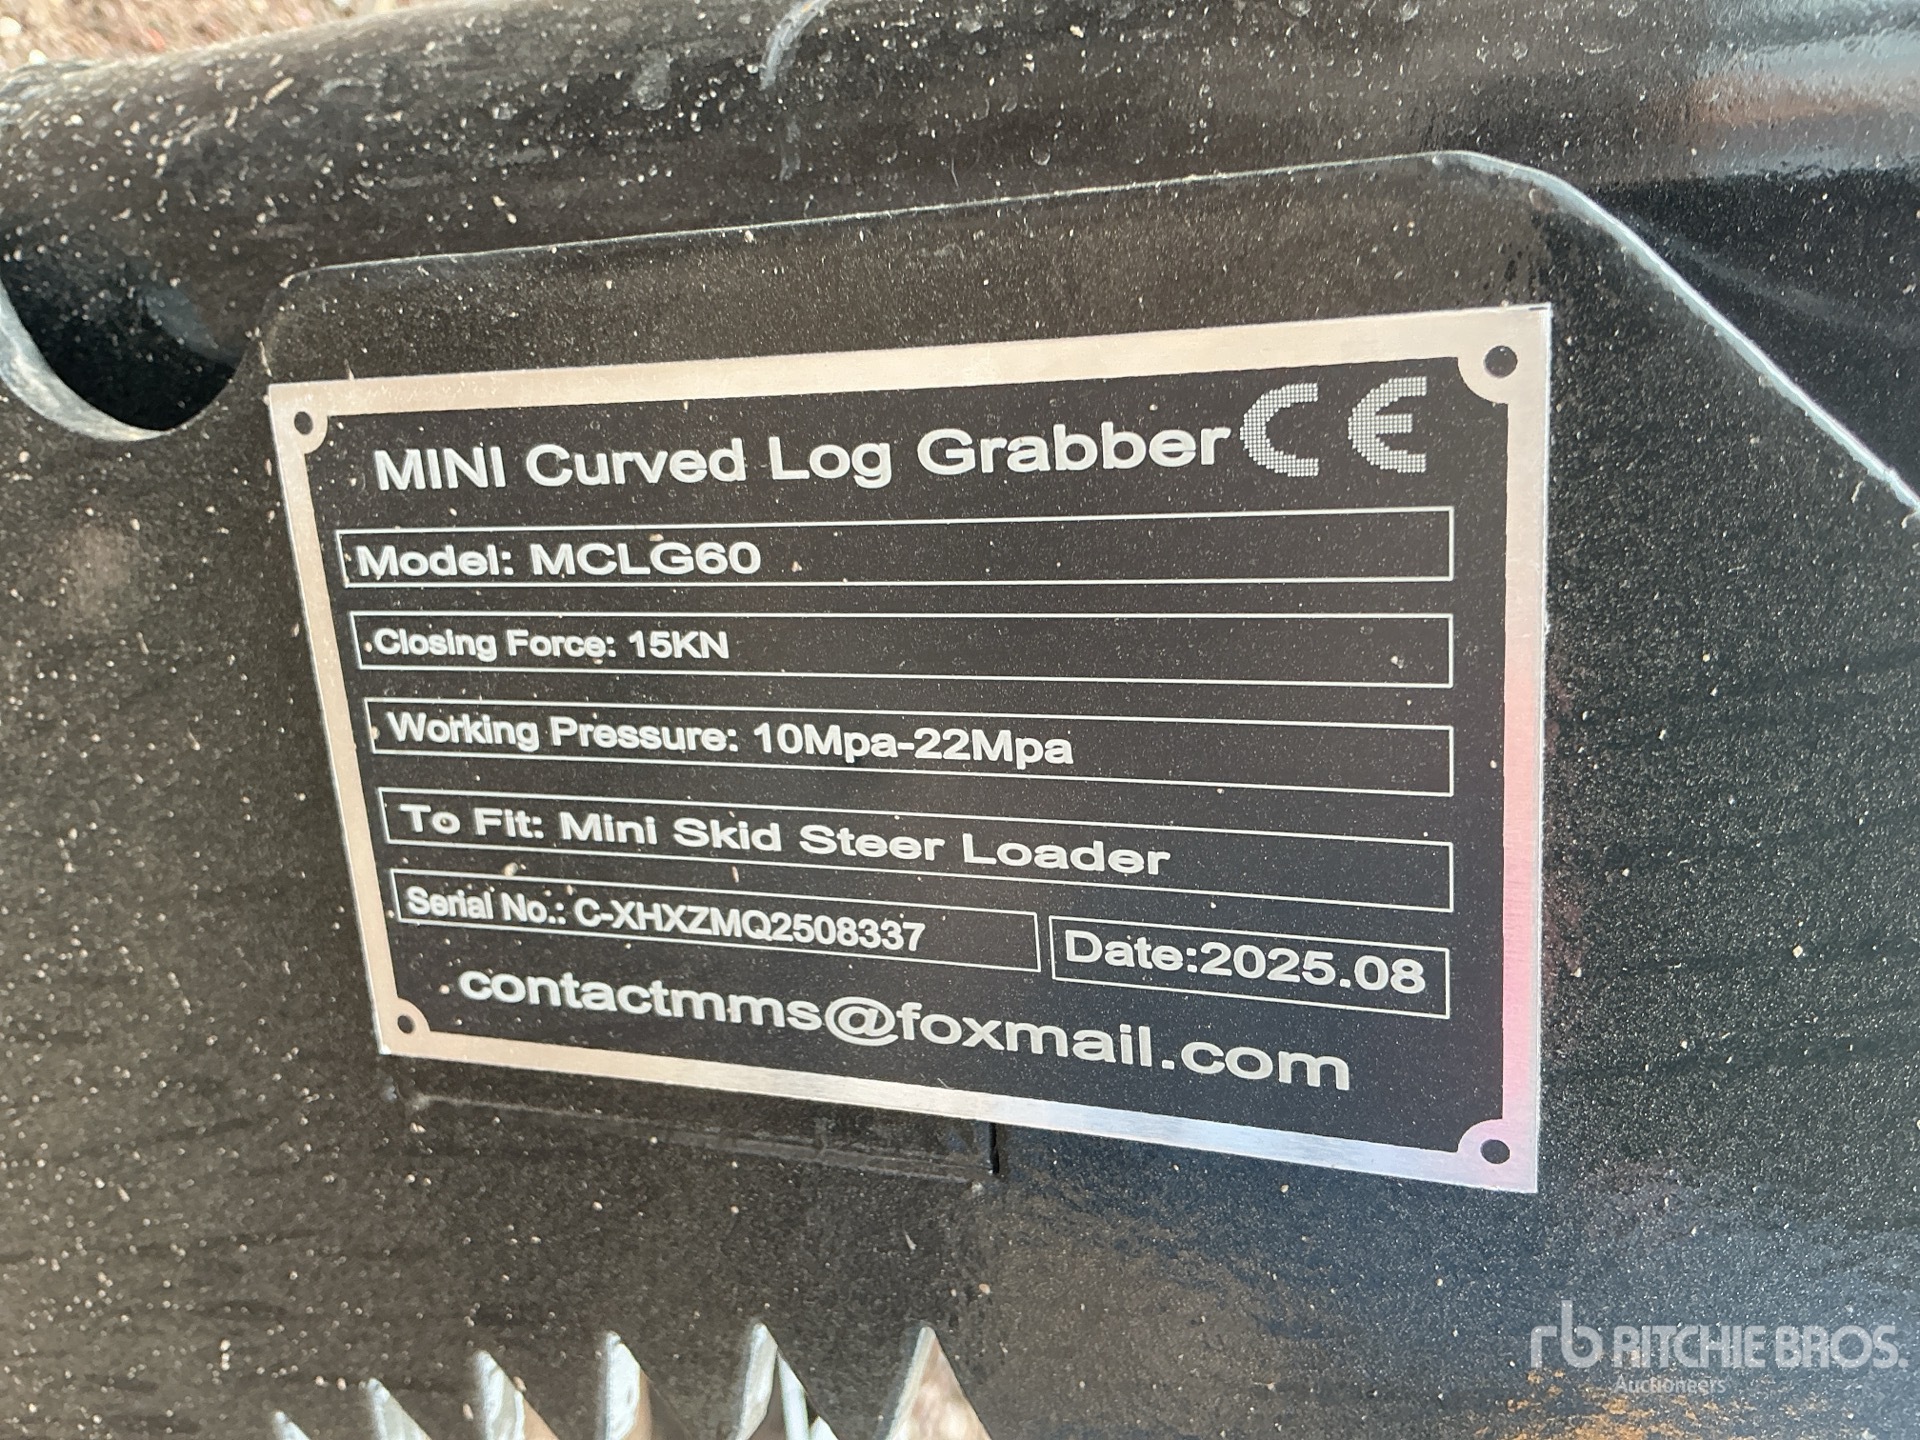 MINI Curved Log Grabber CE
Model: MCLG60
Closing Force: 15KN
Working Pressure: 10Mpa-22Mpa
To Fit: Mini Skid Steer Loader
Serial No.: C-XHXZMQ2508337
Date:2025.08
contactmms@foxmail.com
rb RITCHIE BROS.
Auctioneers